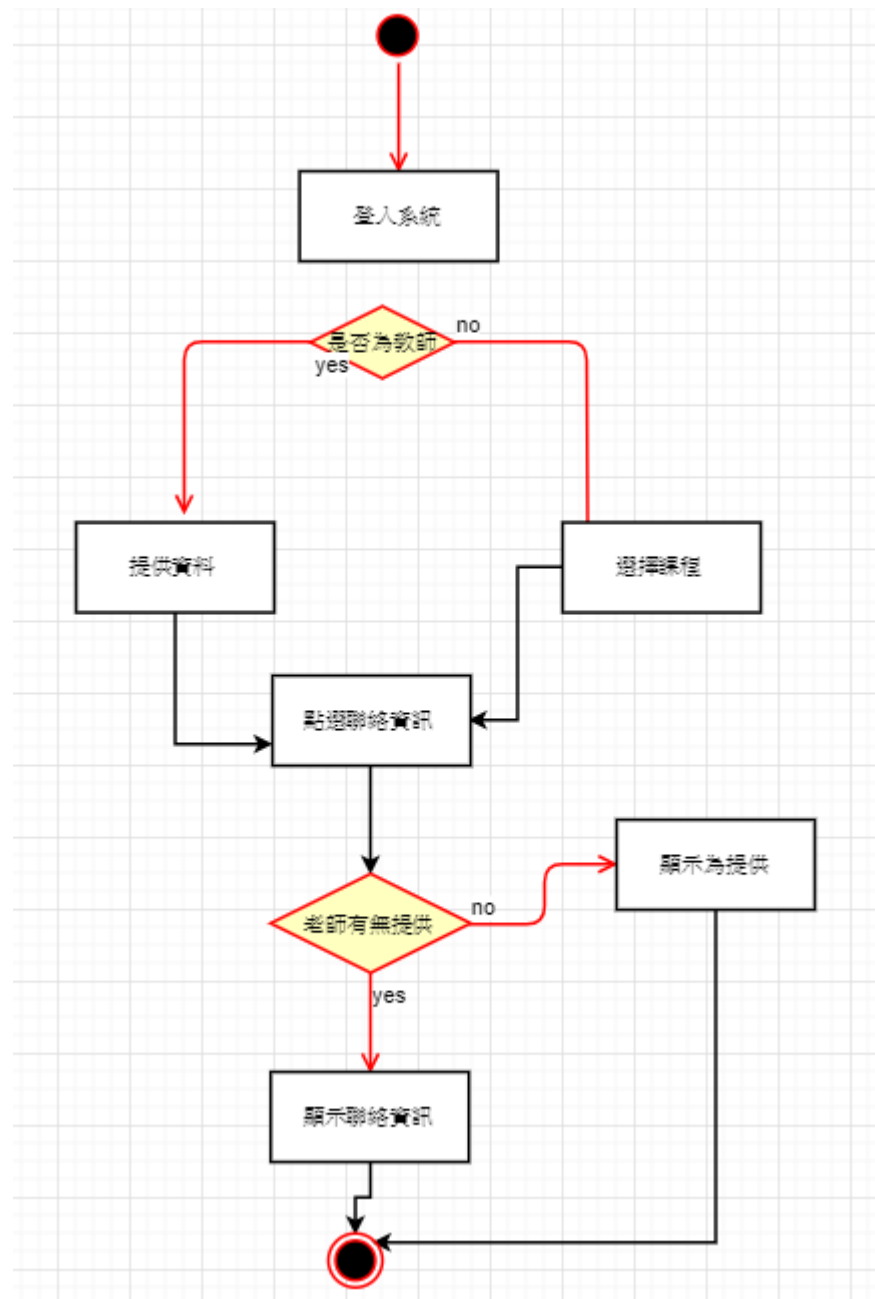 登入系統
是否為教師
no
yes
提供資料
選擇課程
點選聯絡資訊
顯示為提供
老師有無提供
no
yes
顯示聯絡資訊